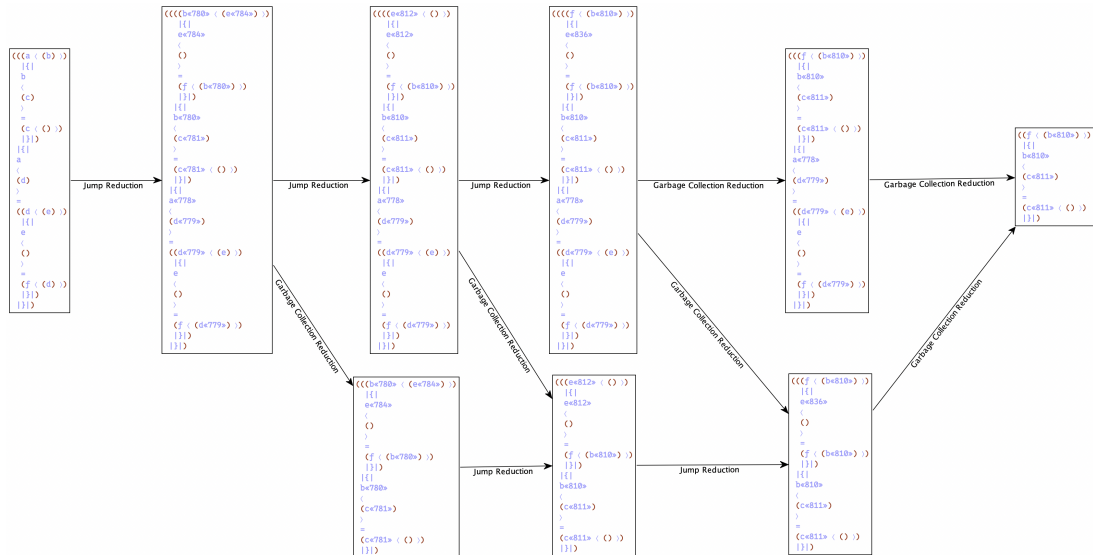 (((a ⟨ (b) ⟩)
|{|
b
⟨
(c)
⟩
=
(c ⟨ () ⟩)
|}|)
|{|
a
⟨
(d)
⟩
=
((d ⟨ (e) ⟩)
|{|
e
⟨
()
⟩
=
(f ⟨ (d) ⟩)
|}|)
|}|)
Jump Reduction
((((b«780» ⟨ (e«784») ⟩)
|{|
e«784»
⟨
()
⟩
=
(f ⟨ (b«780») ⟩)
|}|)
|{|
b«780»
⟨
(c«781»)
⟩
=
(c«781» ⟨ () ⟩)
|}|)
|{|
a«778»
⟨
(d«779»)
⟩
=
((d«779» ⟨ (e) ⟩)
|{|
e
⟨
()
⟩
=
(f ⟨ (d«779») ⟩)
|}|)
|}|)
Jump Reduction
Garbage Collection Reduction
((((e«812» ⟨ () ⟩)
|{|
e«812»
⟨
()
⟩
=
(f ⟨ (b«810») ⟩)
|}|)
|{|
b«810»
⟨
(c«811»)
⟩
=
(c«811» ⟨ () ⟩)
|}|)
|{|
a«778»
⟨
(d«779»)
⟩
=
((d«779» ⟨ (e) ⟩)
|{|
e
⟨
()
⟩
=
(f ⟨ (d«779») ⟩)
|}|)
|}|)
Jump Reduction
Garbage Collection Reduction
((((f ⟨ (b«810») ⟩)
|{|
e«836»
⟨
()
⟩
=
(f ⟨ (b«810») ⟩)
|}|)
|{|
b«810»
⟨
(c«811»)
⟩
=
(c«811» ⟨ () ⟩)
|}|)
|{|
a«778»
⟨
(d«779»)
⟩
=
((d«779» ⟨ (e) ⟩)
|{|
e
⟨
()
⟩
=
(f ⟨ (d«779») ⟩)
|}|)
|}|)
Garbage Collection Reduction
Garbage Collection Reduction
(((f ⟨ (b«810») ⟩)
|{|
b«810»
⟨
(c«811»)
⟩
=
(c«811» ⟨ () ⟩)
|}|)
|{|
a«778»
⟨
(d«779»)
⟩
=
((d«779» ⟨ (e) ⟩)
|{|
e
⟨
()
⟩
=
(f ⟨ (d«779») ⟩)
|}|)
|}|)
Garbage Collection Reduction
((f ⟨ (b«810») ⟩)
|{|
b«810»
⟨
(c«811»)
⟩
=
(c«811» ⟨ () ⟩)
|}|)
(((b«780» ⟨ (e«784») ⟩)
|{|
e«784»
⟨
()
⟩
=
(f ⟨ (b«780») ⟩)
|}|)
|{|
b«780»
⟨
(c«781»)
⟩
=
(c«781» ⟨ () ⟩)
|}|)
Jump Reduction
(((e«812» ⟨ () ⟩)
|{|
e«812»
⟨
()
⟩
=
(f ⟨ (b«810») ⟩)
|}|)
|{|
b«810»
⟨
(c«811»)
⟩
=
(c«811» ⟨ () ⟩)
|}|)
Jump Reduction
(((f ⟨ (b«810») ⟩)
|{|
e«836»
⟨
()
⟩
=
(f ⟨ (b«810») ⟩)
|}|)
|{|
b«810»
⟨
(c«811»)
⟩
=
(c«811» ⟨ () ⟩)
|}|)
Garbage Collection Reduction